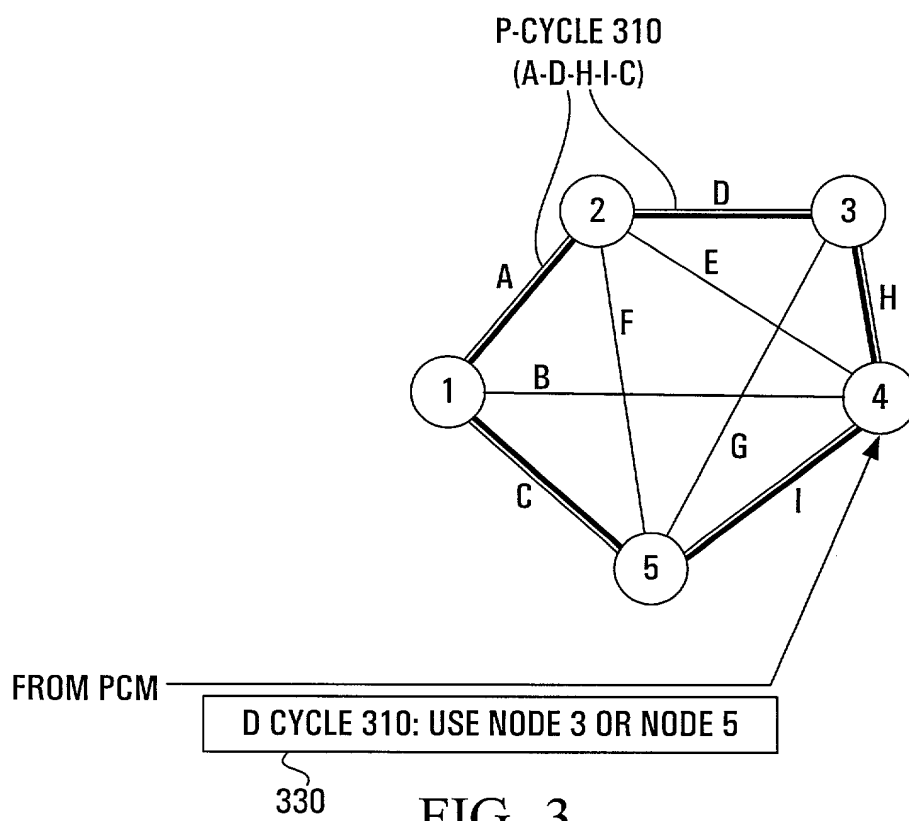 P-CYCLE 310
(A-D-H-I-C)
D
2
3
E
A
H
F
1
B
4
G
C
I
5
FROM PCM
D CYCLE 310: USE NODE 3 OR NODE 5
330
FIG. 3